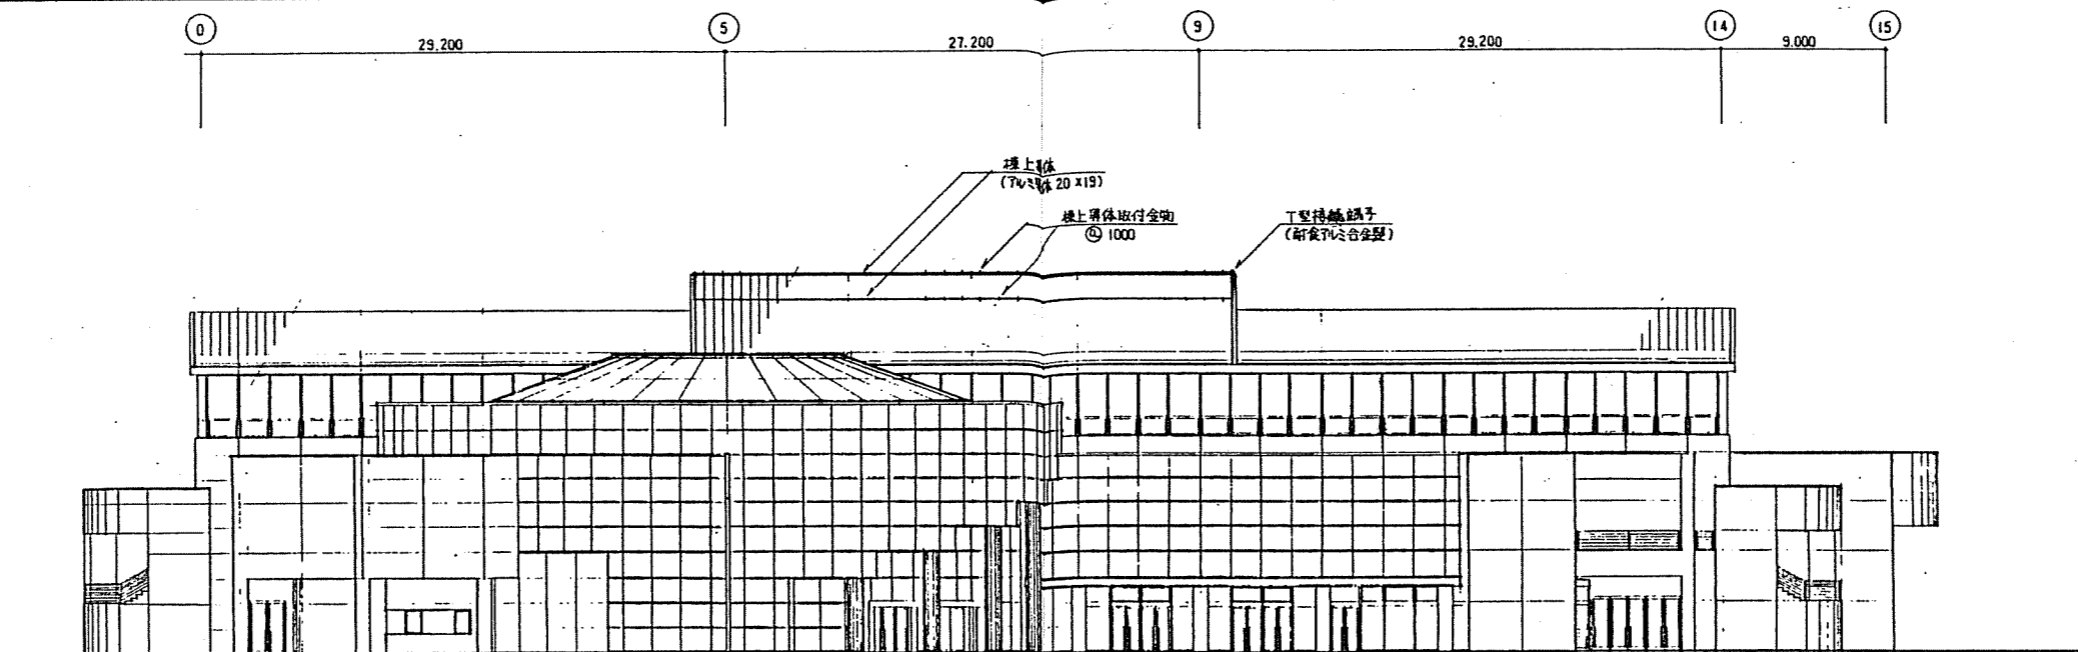 0 5 9 14 15
29.200 27.200 29.200 9.000
棟上導体
(アルミ導体 20×19)
棟上導体取付金物
@ 1000
T型接続端子
(耐食アルミ合金製)